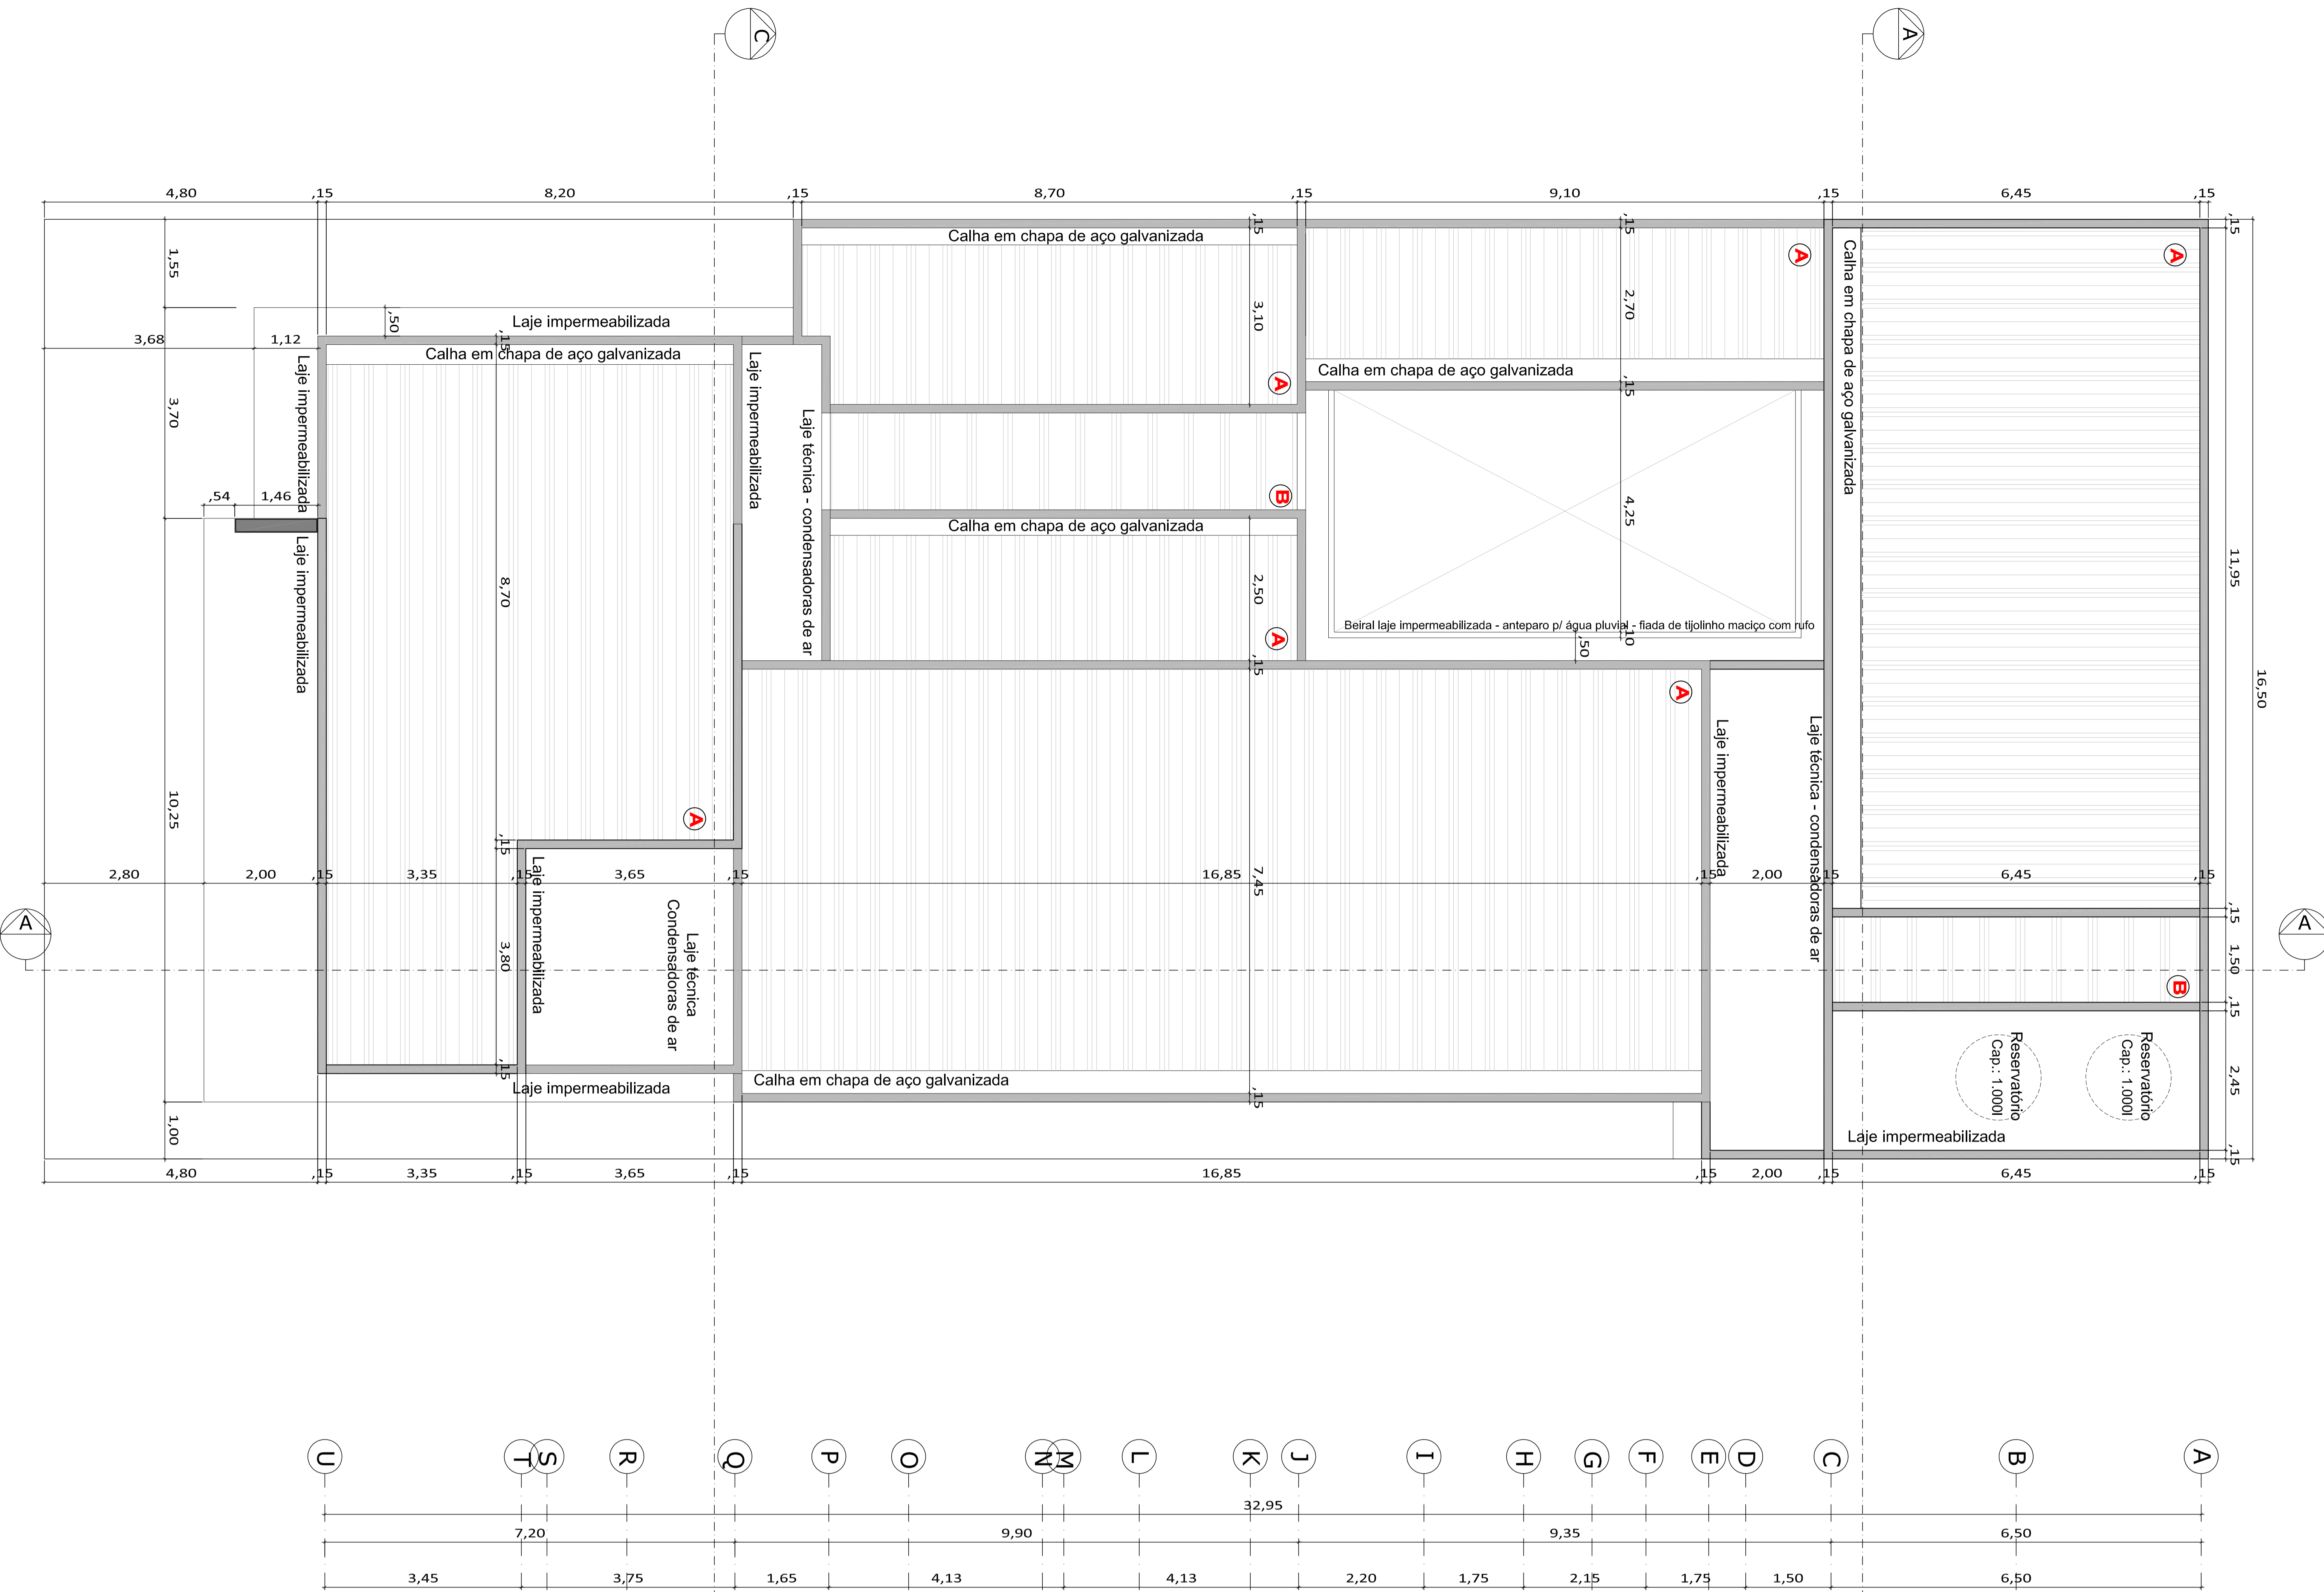 C
A
4,80
,15
8,20
,15
8,70
,15
9,10
,15
6,45
,15
1,55
,15
,15
,15
Calha em chapa de aço galvanizada
A
A
Calha em chapa de aço galvanizada
3,10
2,70
,50
Laje impermeabilizada
3,68
1,12
,15
Calha em chapa de aço galvanizada
Laje impermeabilizada
Laje impermeabilizada
Calha em chapa de aço galvanizada
A
,15
3,70
Laje técnica - condensadoras de ar
,54
1,46
B
4,25
Calha em chapa de aço galvanizada
11,95
16,50
Laje impermeabilizada
8,70
2,50
A
Beiral laje impermeabilizada - anteparo p/ água pluvial - fiada de tijolinho maciço com rufo
,10
,50
,15
A
Laje impermeabilizada
Laje técnica - condensadoras de ar
10,25
A
,15
2,80
2,00
,15
3,35
,15
3,65
,15
16,85
7,45
,15
2,00
,15
6,45
,15
Laje impermeabilizada
A
Laje técnica
Condensadoras de ar
3,80
,15
1,50
,15
A
B
Reservatório
Cap.: 1.000l
Reservatório
Cap.: 1.000l
2,45
,15
Laje impermeabilizada
Calha em chapa de aço galvanizada
,15
1,00
Laje impermeabilizada
,15
4,80
,15
3,35
,15
3,65
,15
16,85
,15
2,00
,15
6,45
,15
U
T
S
R
Q
P
O
N
M
L
K
J
I
H
G
F
E
D
C
B
A
32,95
7,20
9,90
9,35
6,50
3,45
3,75
1,65
4,13
4,13
2,20
1,75
2,15
1,75
1,50
6,50